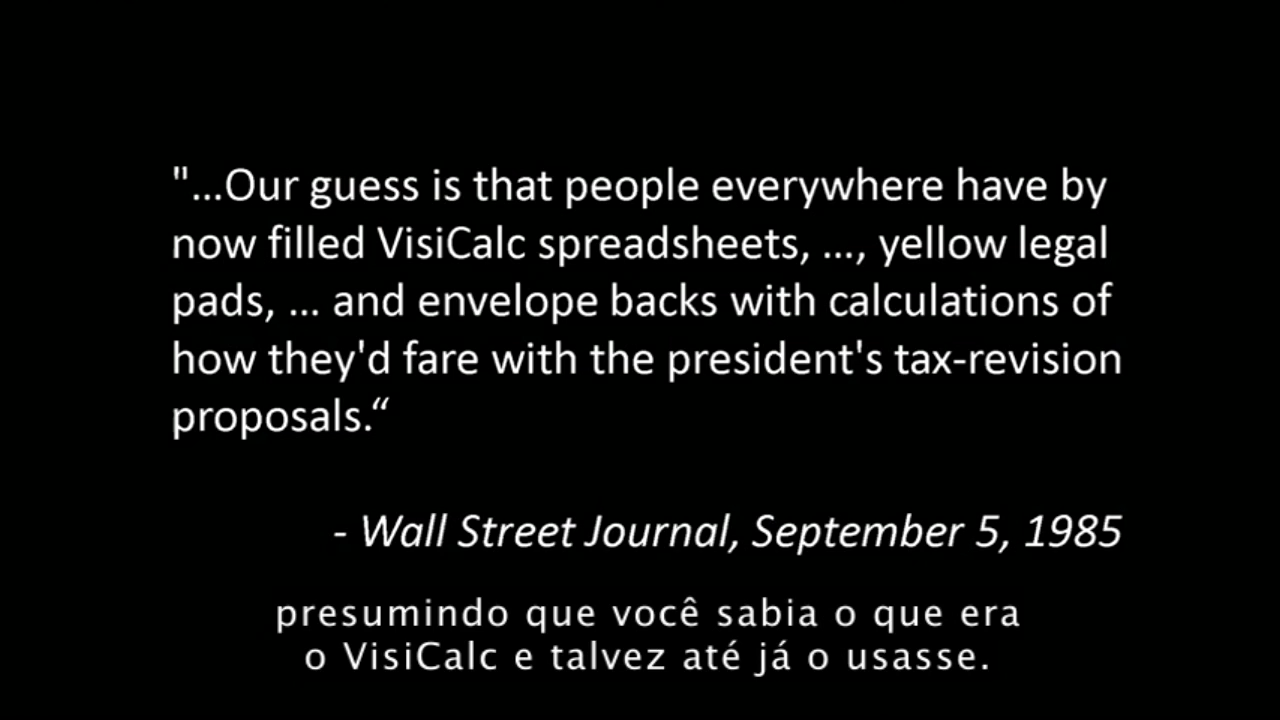 "...Our guess is that people everywhere have by
now filled VisiCalc spreadsheets, ..., yellow legal
pads, ... and envelope backs with calculations of
how they'd fare with the president's tax-revision
proposals.“
- Wall Street Journal, September 5, 1985
presumindo que você sabia o que era
o VisiCalc e talvez até já o usasse.